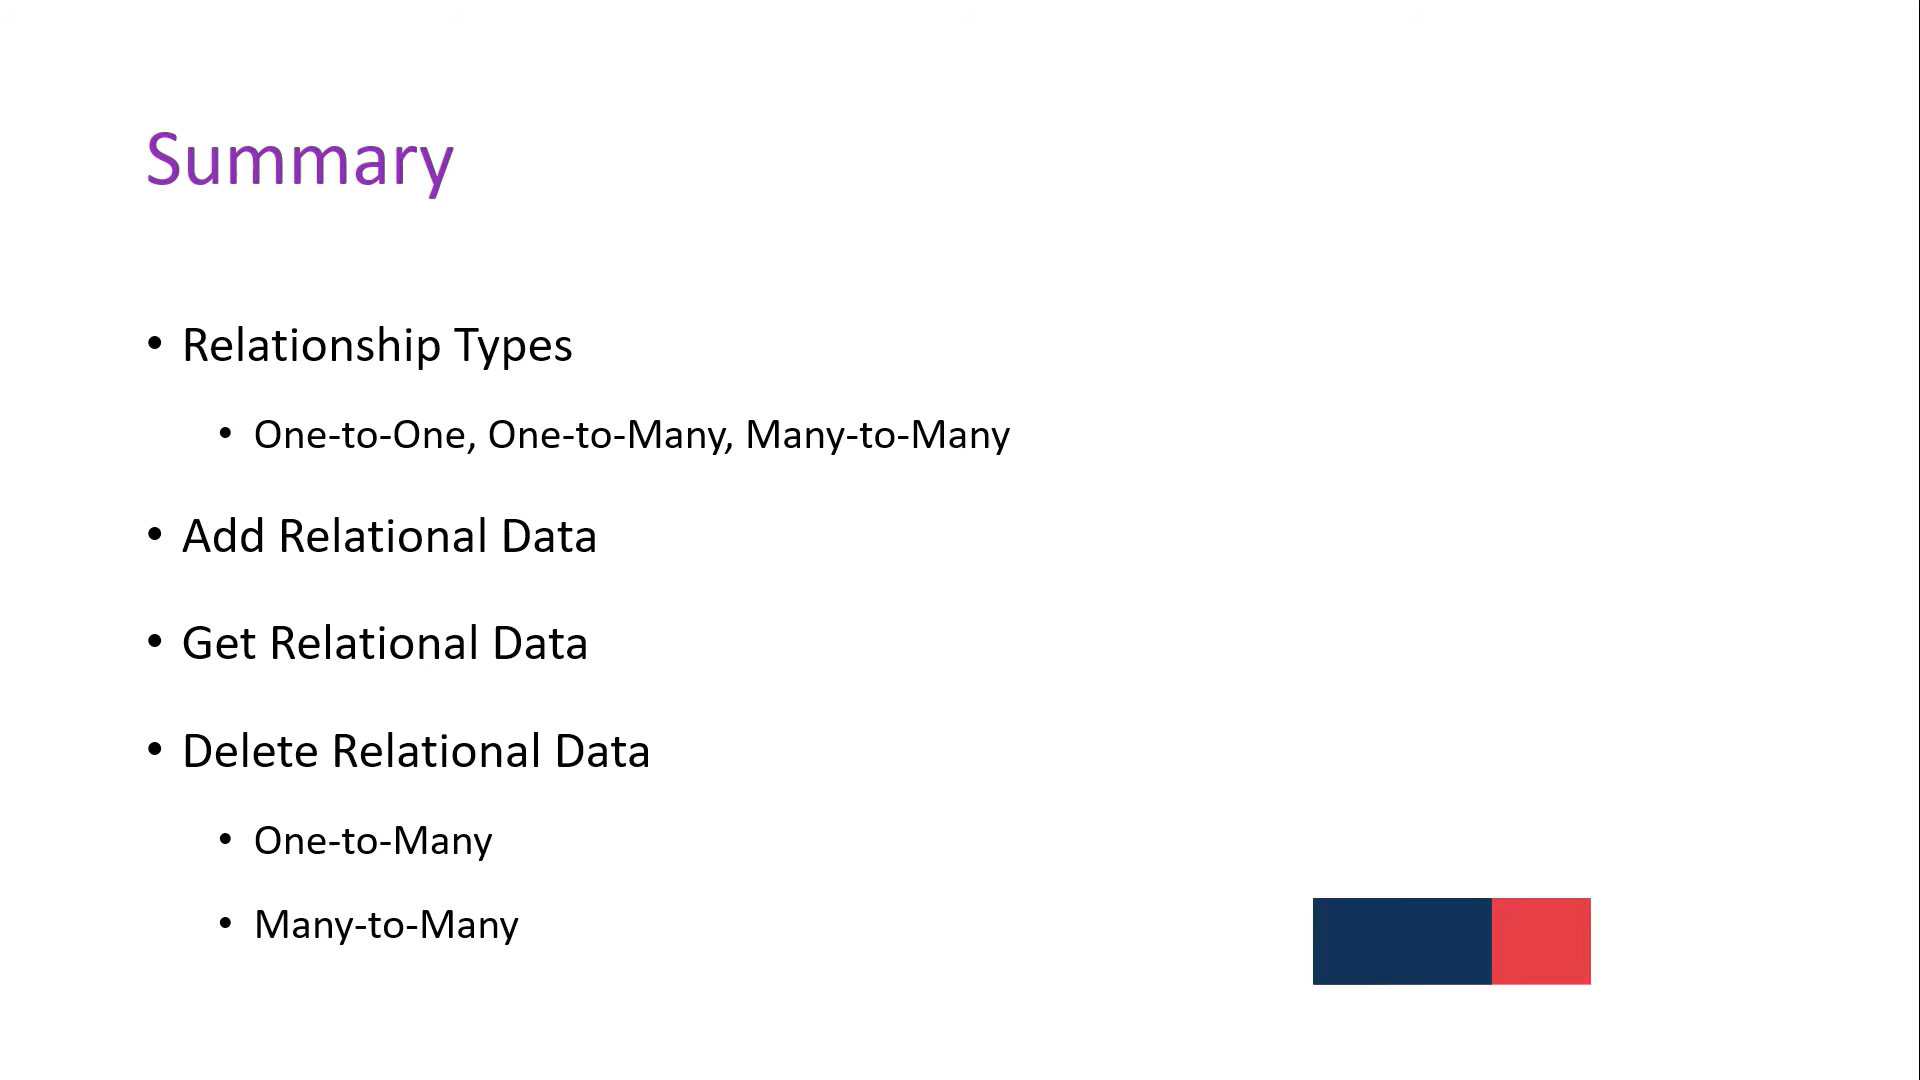 Summary
• Relationship Types
• One-to-One, One-to-Many, Many-to-Many
• Add Relational Data
• Get Relational Data
• Delete Relational Data
• One-to-Many
• Many-to-Many